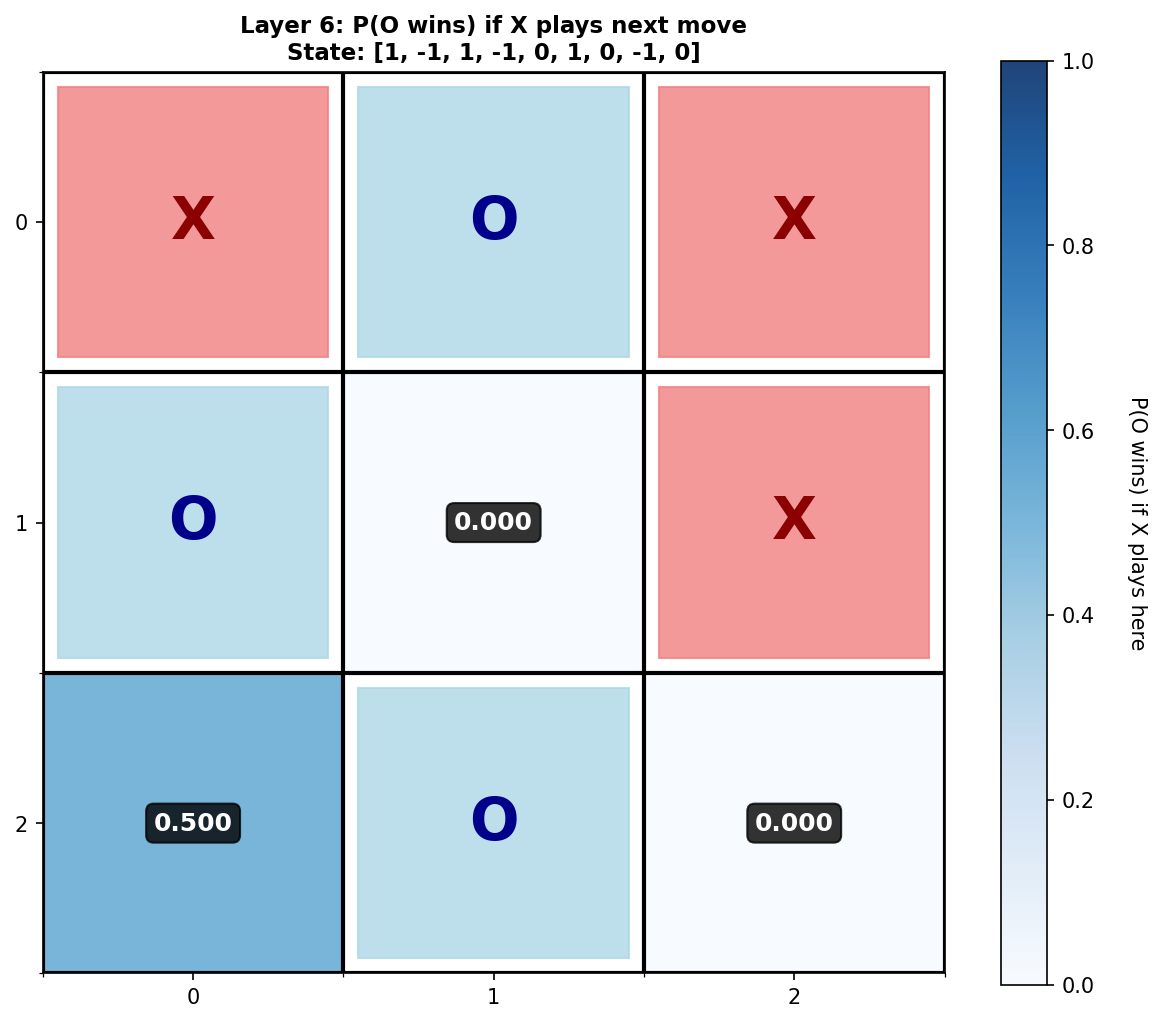 Layer 6: P(O wins) if X plays next move
State: [1, -1, 1, -1, 0, 1, 0, -1, 0]
X
O
X
O
0.000
X
0.500
O
0.000
0
1
2
0
1
2
1.0
0.8
0.6
0.4
0.2
0.0
P(O wins) if X plays here